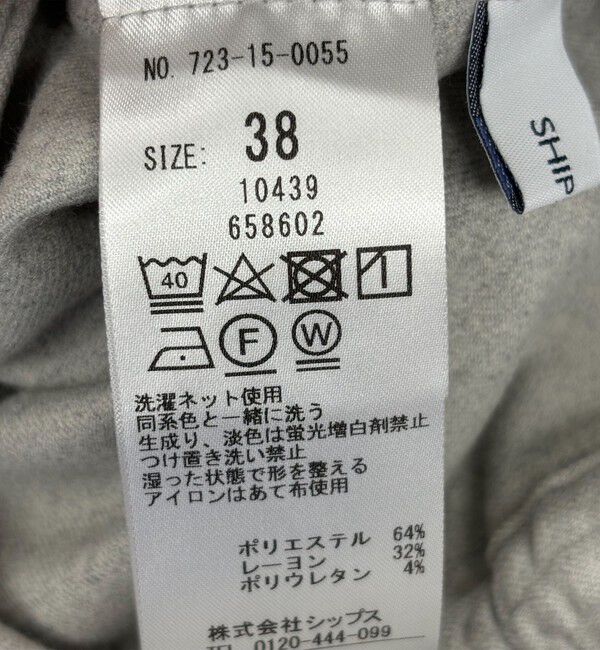 NO. 723-15-0055
SIZE: 38
10439
658602
40
F
W
洗濯ネット使用
同系色と一緒に洗う
生成り、淡色は蛍光増白剤禁止
つけ置き洗い禁止
湿った状態で形を整える
アイロンはあて布使用
ポリエステル 64%
レーヨン 32%
ポリウレタン 4%
株式会社シップス
TEL 0120-444-099
SHIP